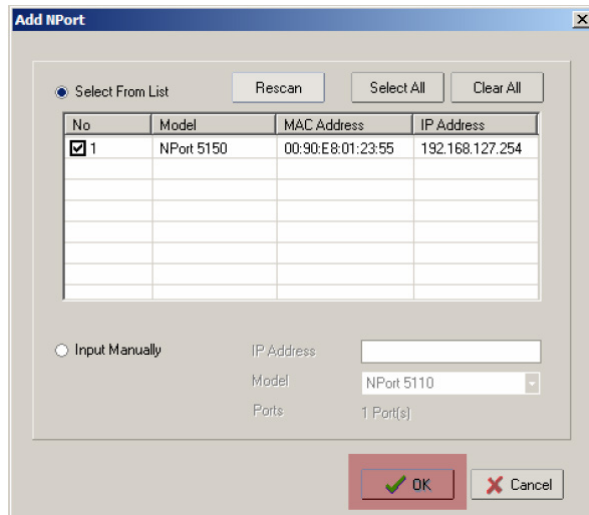 Add NPort
Select From List Rescan Select All Clear All
No Model MAC Address IP Address
1 NPort 5150 00:90:E8:01:23:55 192.168.127.254
Input Manually IP Address
Model NPort 5110
Ports 1 Port(s)
OK Cancel